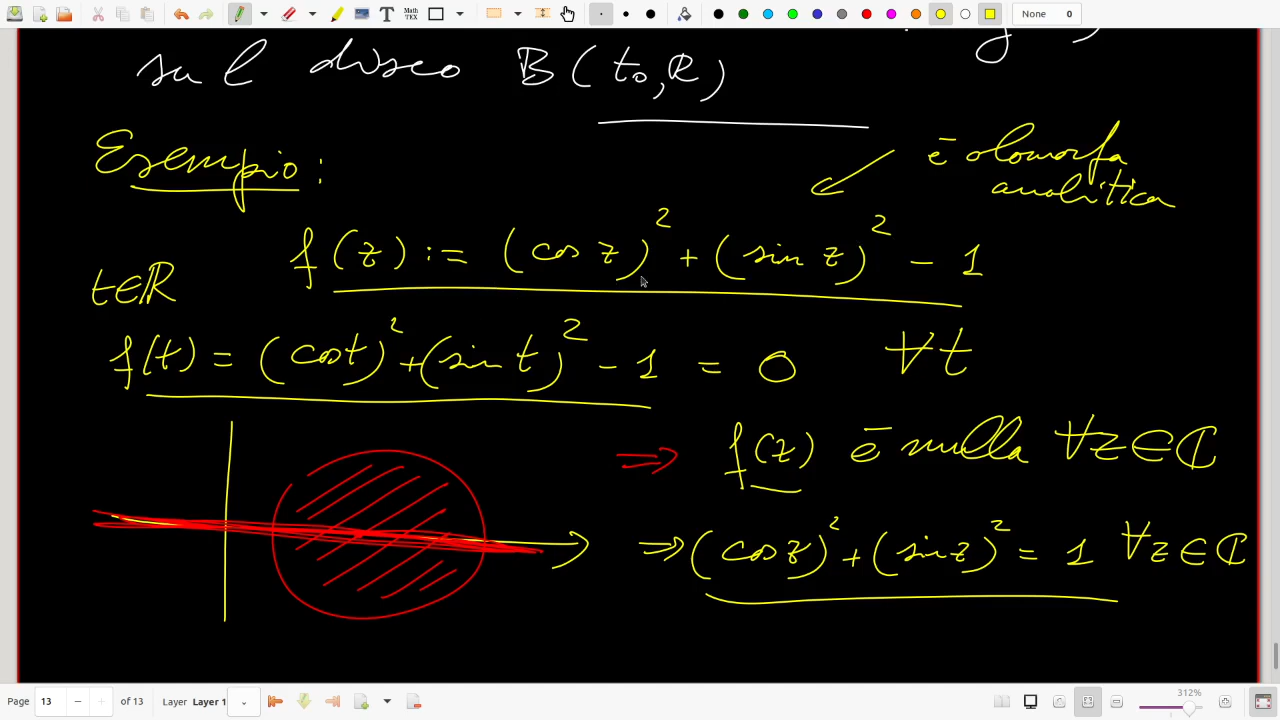 None 0
sul disco B(t₀,R)
Esempio:
è olomorfa
analitica
f(z) := (cos z)² + (sin z)² − 1
t∈ℝ
f(t) = (cos t)² + (sin t)² − 1 = 0 ∀t
⇒ f(z) è nulla ∀z∈ℂ
⇒ (cos z)² + (sin z)² = 1 ∀z∈ℂ
Page 13 of 13 Layer Layer 1 312%